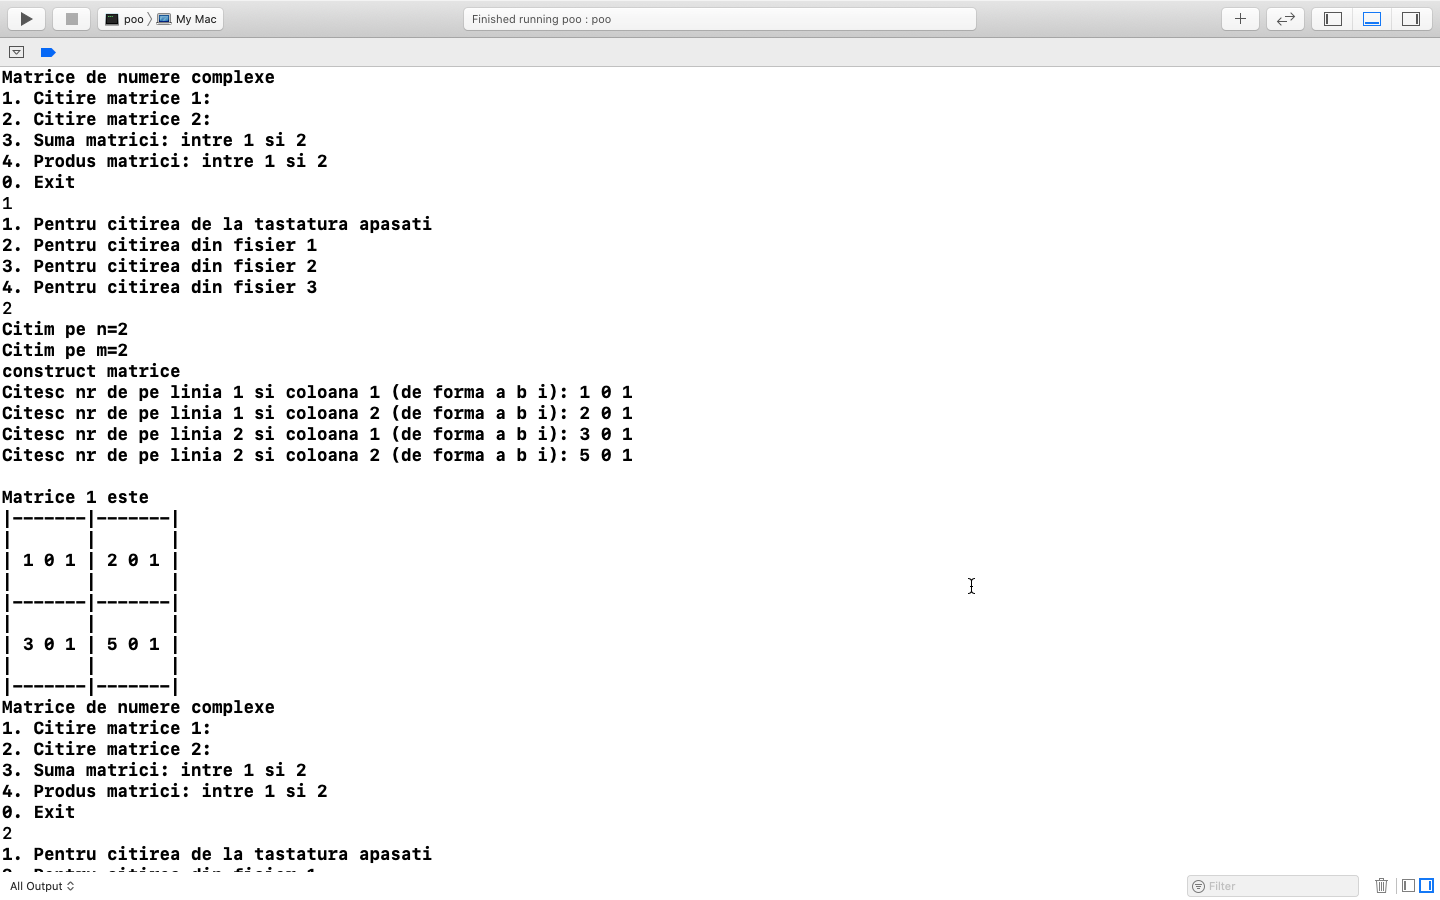 poo 〉 My Mac
Finished running poo : poo
Matrice de numere complexe
1. Citire matrice 1:
2. Citire matrice 2:
3. Suma matrici: intre 1 si 2
4. Produs matrici: intre 1 si 2
0. Exit
1
1. Pentru citirea de la tastatura apasati
2. Pentru citirea din fisier 1
3. Pentru citirea din fisier 2
4. Pentru citirea din fisier 3
2
Citim pe n=2
Citim pe m=2
construct matrice
Citesc nr de pe linia 1 si coloana 1 (de forma a b i): 1 0 1
Citesc nr de pe linia 1 si coloana 2 (de forma a b i): 2 0 1
Citesc nr de pe linia 2 si coloana 1 (de forma a b i): 3 0 1
Citesc nr de pe linia 2 si coloana 2 (de forma a b i): 5 0 1
Matrice 1 este
|-------|-------|
|       |       |
| 1 0 1 | 2 0 1 |
|       |       |
|-------|-------|
|       |       |
| 3 0 1 | 5 0 1 |
|       |       |
|-------|-------|
Matrice de numere complexe
1. Citire matrice 1:
2. Citire matrice 2:
3. Suma matrici: intre 1 si 2
4. Produs matrici: intre 1 si 2
0. Exit
2
1. Pentru citirea de la tastatura apasati
All Output
Filter